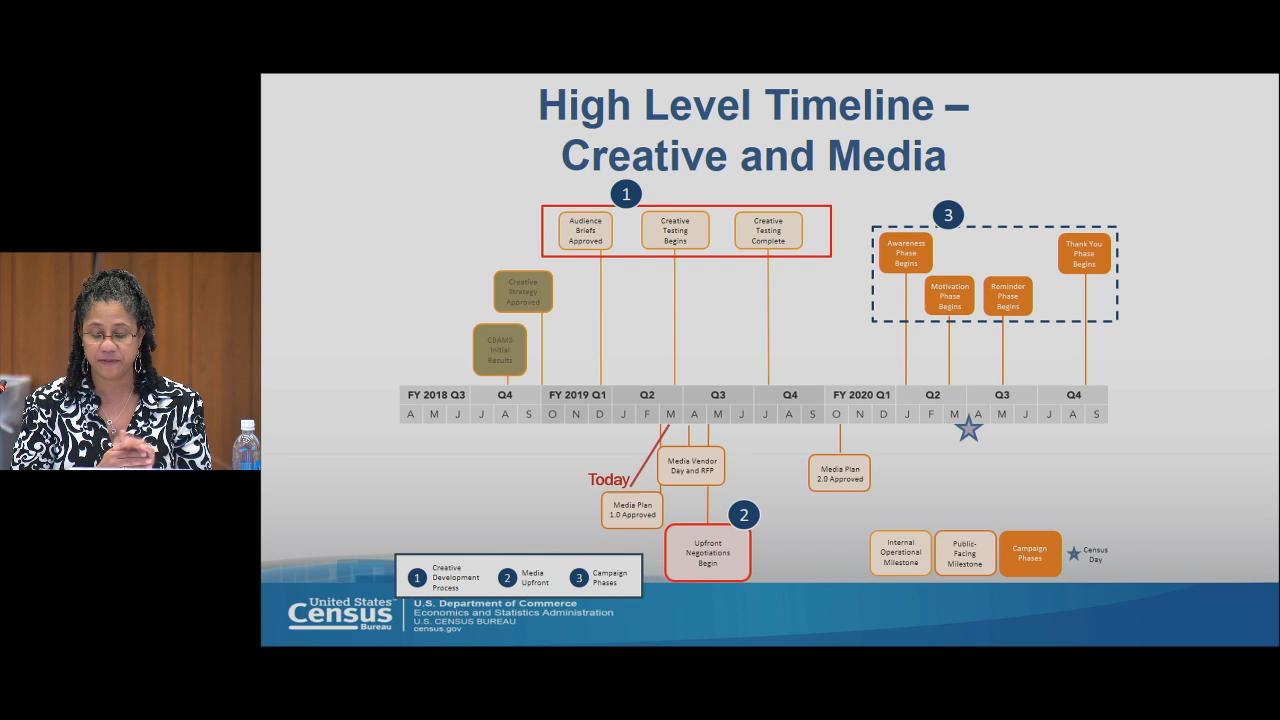 High Level Timeline –
Creative and Media
1
3
Audience
Briefs
Approved
Creative
Testing
Begins
Creative
Testing
Complete
Awareness
Phase
Begins
Thank You
Phase
Begins
Creative
Strategy
Approved
Motivation
Phase
Begins
Reminder
Phase
Begins
CBAMS
Initial
Results
FY 2018 Q3 Q4 FY 2019 Q1 Q2 Q3 Q4 FY 2020 Q1 Q2 Q3 Q4
A M J J A S O N D J F M A M J J A S O N D J F M A M J J A S
Today
Media Vendor
Day and RFP
Media Plan
2.0 Approved
Media Plan
1.0 Approved
2
Upfront
Negotiations
Begin
Internal
Operational
Milestone
Public-
Facing
Milestone
Campaign
Phases
Census
Day
1 Creative
Development
Process
2 Media
Upfront
3 Campaign
Phases
United States™
Census
Bureau
U.S. Department of Commerce
Economics and Statistics Administration
U.S. CENSUS BUREAU
census.gov